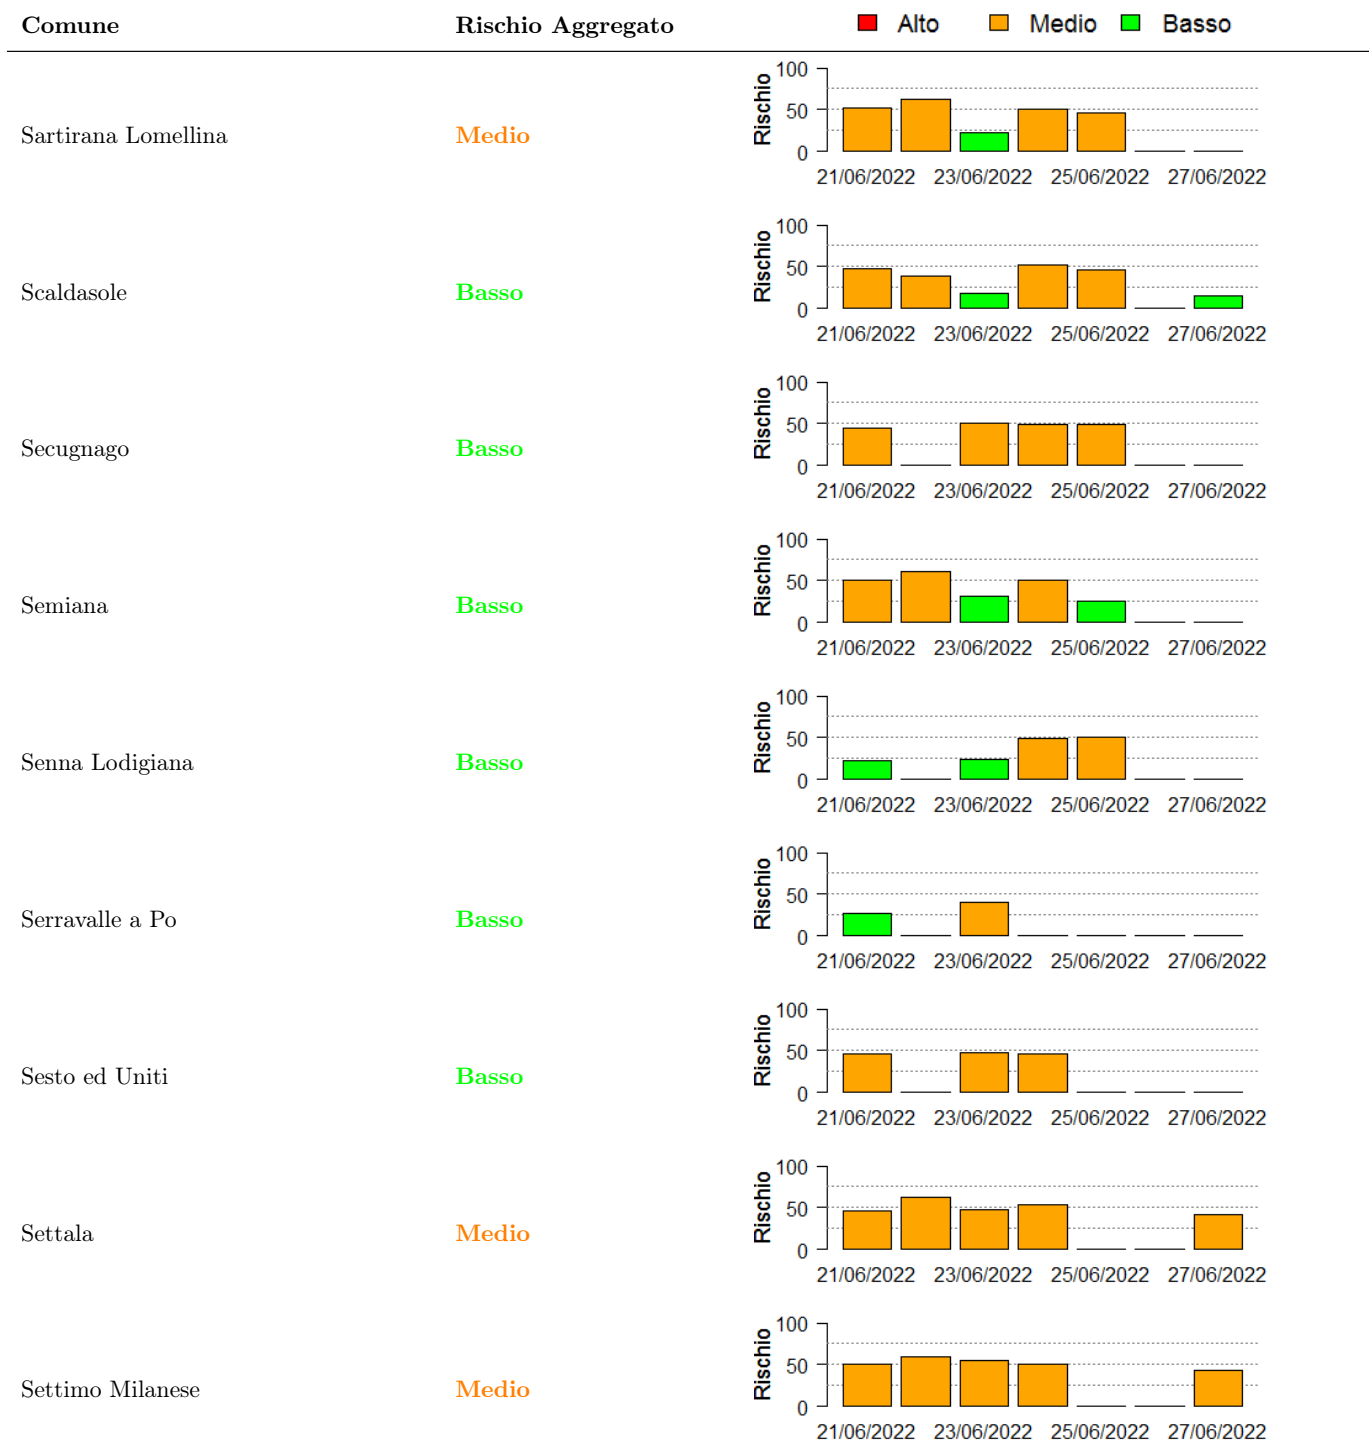 Comune Rischio Aggregato Alto Medio Basso
Sartirana Lomellina Medio
Rischio
100
50
0
21/06/2022 23/06/2022 25/06/2022 27/06/2022
Scaldasole Basso
Rischio
100
50
0
21/06/2022 23/06/2022 25/06/2022 27/06/2022
Secugnago Basso
Rischio
100
50
0
21/06/2022 23/06/2022 25/06/2022 27/06/2022
Semiana Basso
Rischio
100
50
0
21/06/2022 23/06/2022 25/06/2022 27/06/2022
Senna Lodigiana Basso
Rischio
100
50
0
21/06/2022 23/06/2022 25/06/2022 27/06/2022
Serravalle a Po Basso
Rischio
100
50
0
21/06/2022 23/06/2022 25/06/2022 27/06/2022
Sesto ed Uniti Basso
Rischio
100
50
0
21/06/2022 23/06/2022 25/06/2022 27/06/2022
Settala Medio
Rischio
100
50
0
21/06/2022 23/06/2022 25/06/2022 27/06/2022
Settimo Milanese Medio
Rischio
100
50
0
21/06/2022 23/06/2022 25/06/2022 27/06/2022